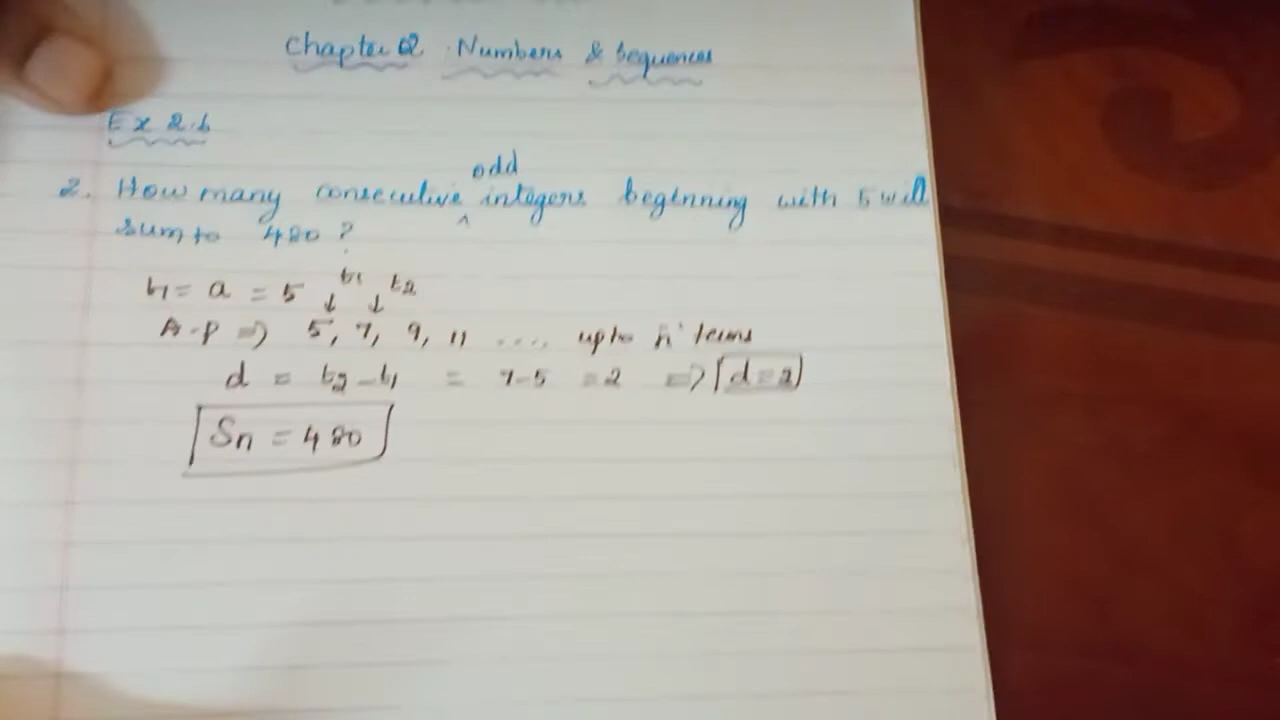 Chapter 02 Numbers & Sequences
Ex 2.6
2. How many consecutive ^ odd integers beginning with 5 will
sum to 480 ?
t1 = a = 5 t1 t2
A.P => 5, 7, 9, 11 .... upto 'n' terms
d = t2 - t1 = 7-5 = 2 => d = 2
Sn = 480